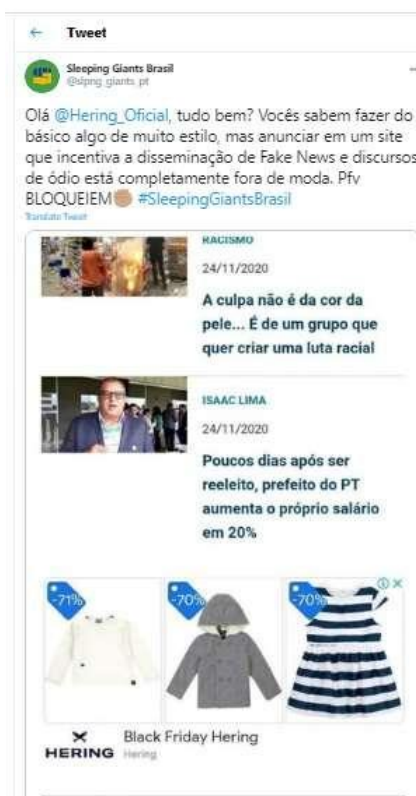 Tweet
Sleeping Giants Brasil
@slpng_giants_pt
Olá @Hering_Oficial, tudo bem? Vocês sabem fazer do
básico algo de muito estilo, mas anunciar em um site
que incentiva a disseminação de Fake News e discursos
de ódio está completamente fora de moda. Pfv
BLOQUEIEM✊🏽 #SleepingGiantsBrasil
Translate Tweet
RACISMO
24/11/2020
A culpa não é da cor da
pele... É de um grupo que
quer criar uma luta racial
ISAAC LIMA
24/11/2020
Poucos dias após ser
reeleito, prefeito do PT
aumenta o próprio salário
em 20%
-71%
-70%
-70%
HERING
Black Friday Hering
Hering